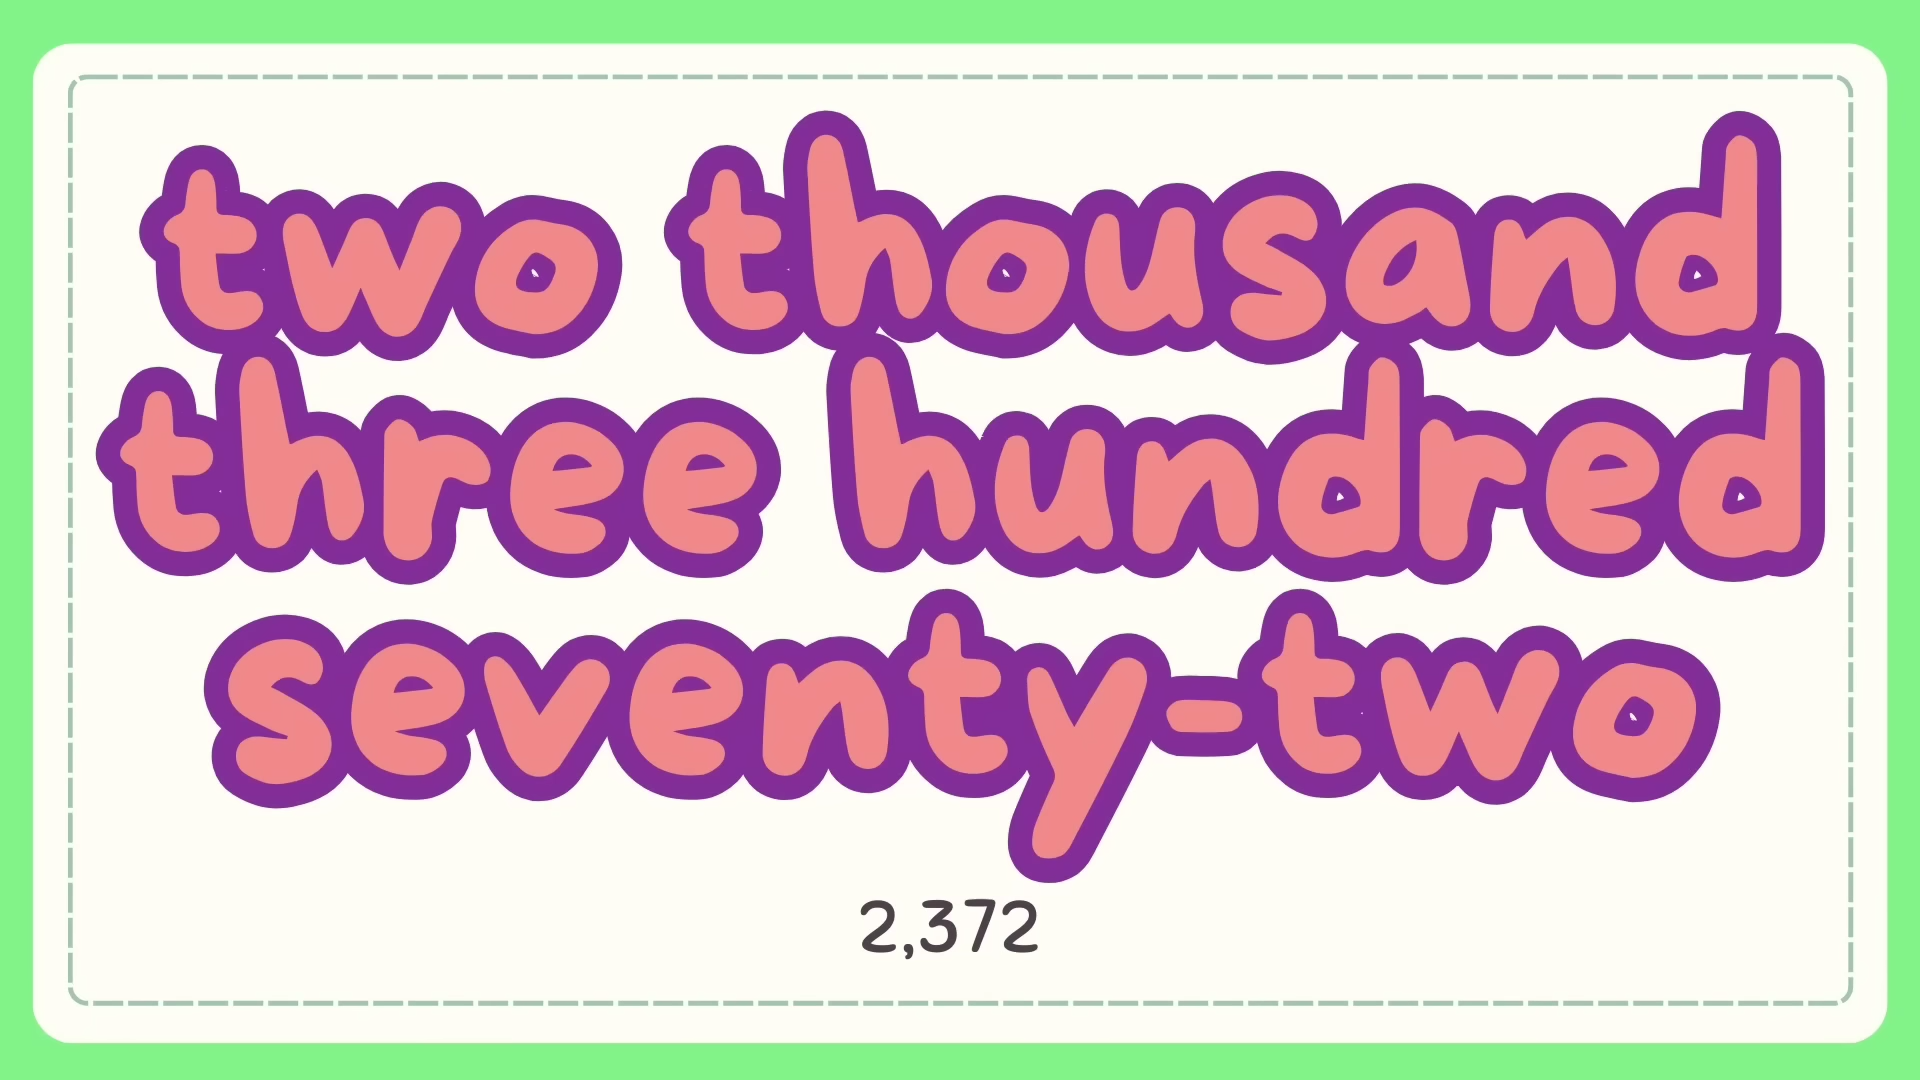 two thousand
three hundred
seventy-two
2,372